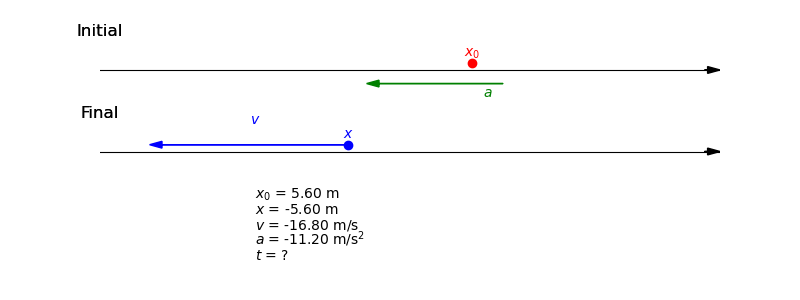 Initial
x₀
a
Final
v
x
x₀ = 5.60 m
x = -5.60 m
v = -16.80 m/s
a = -11.20 m/s²
t = ?